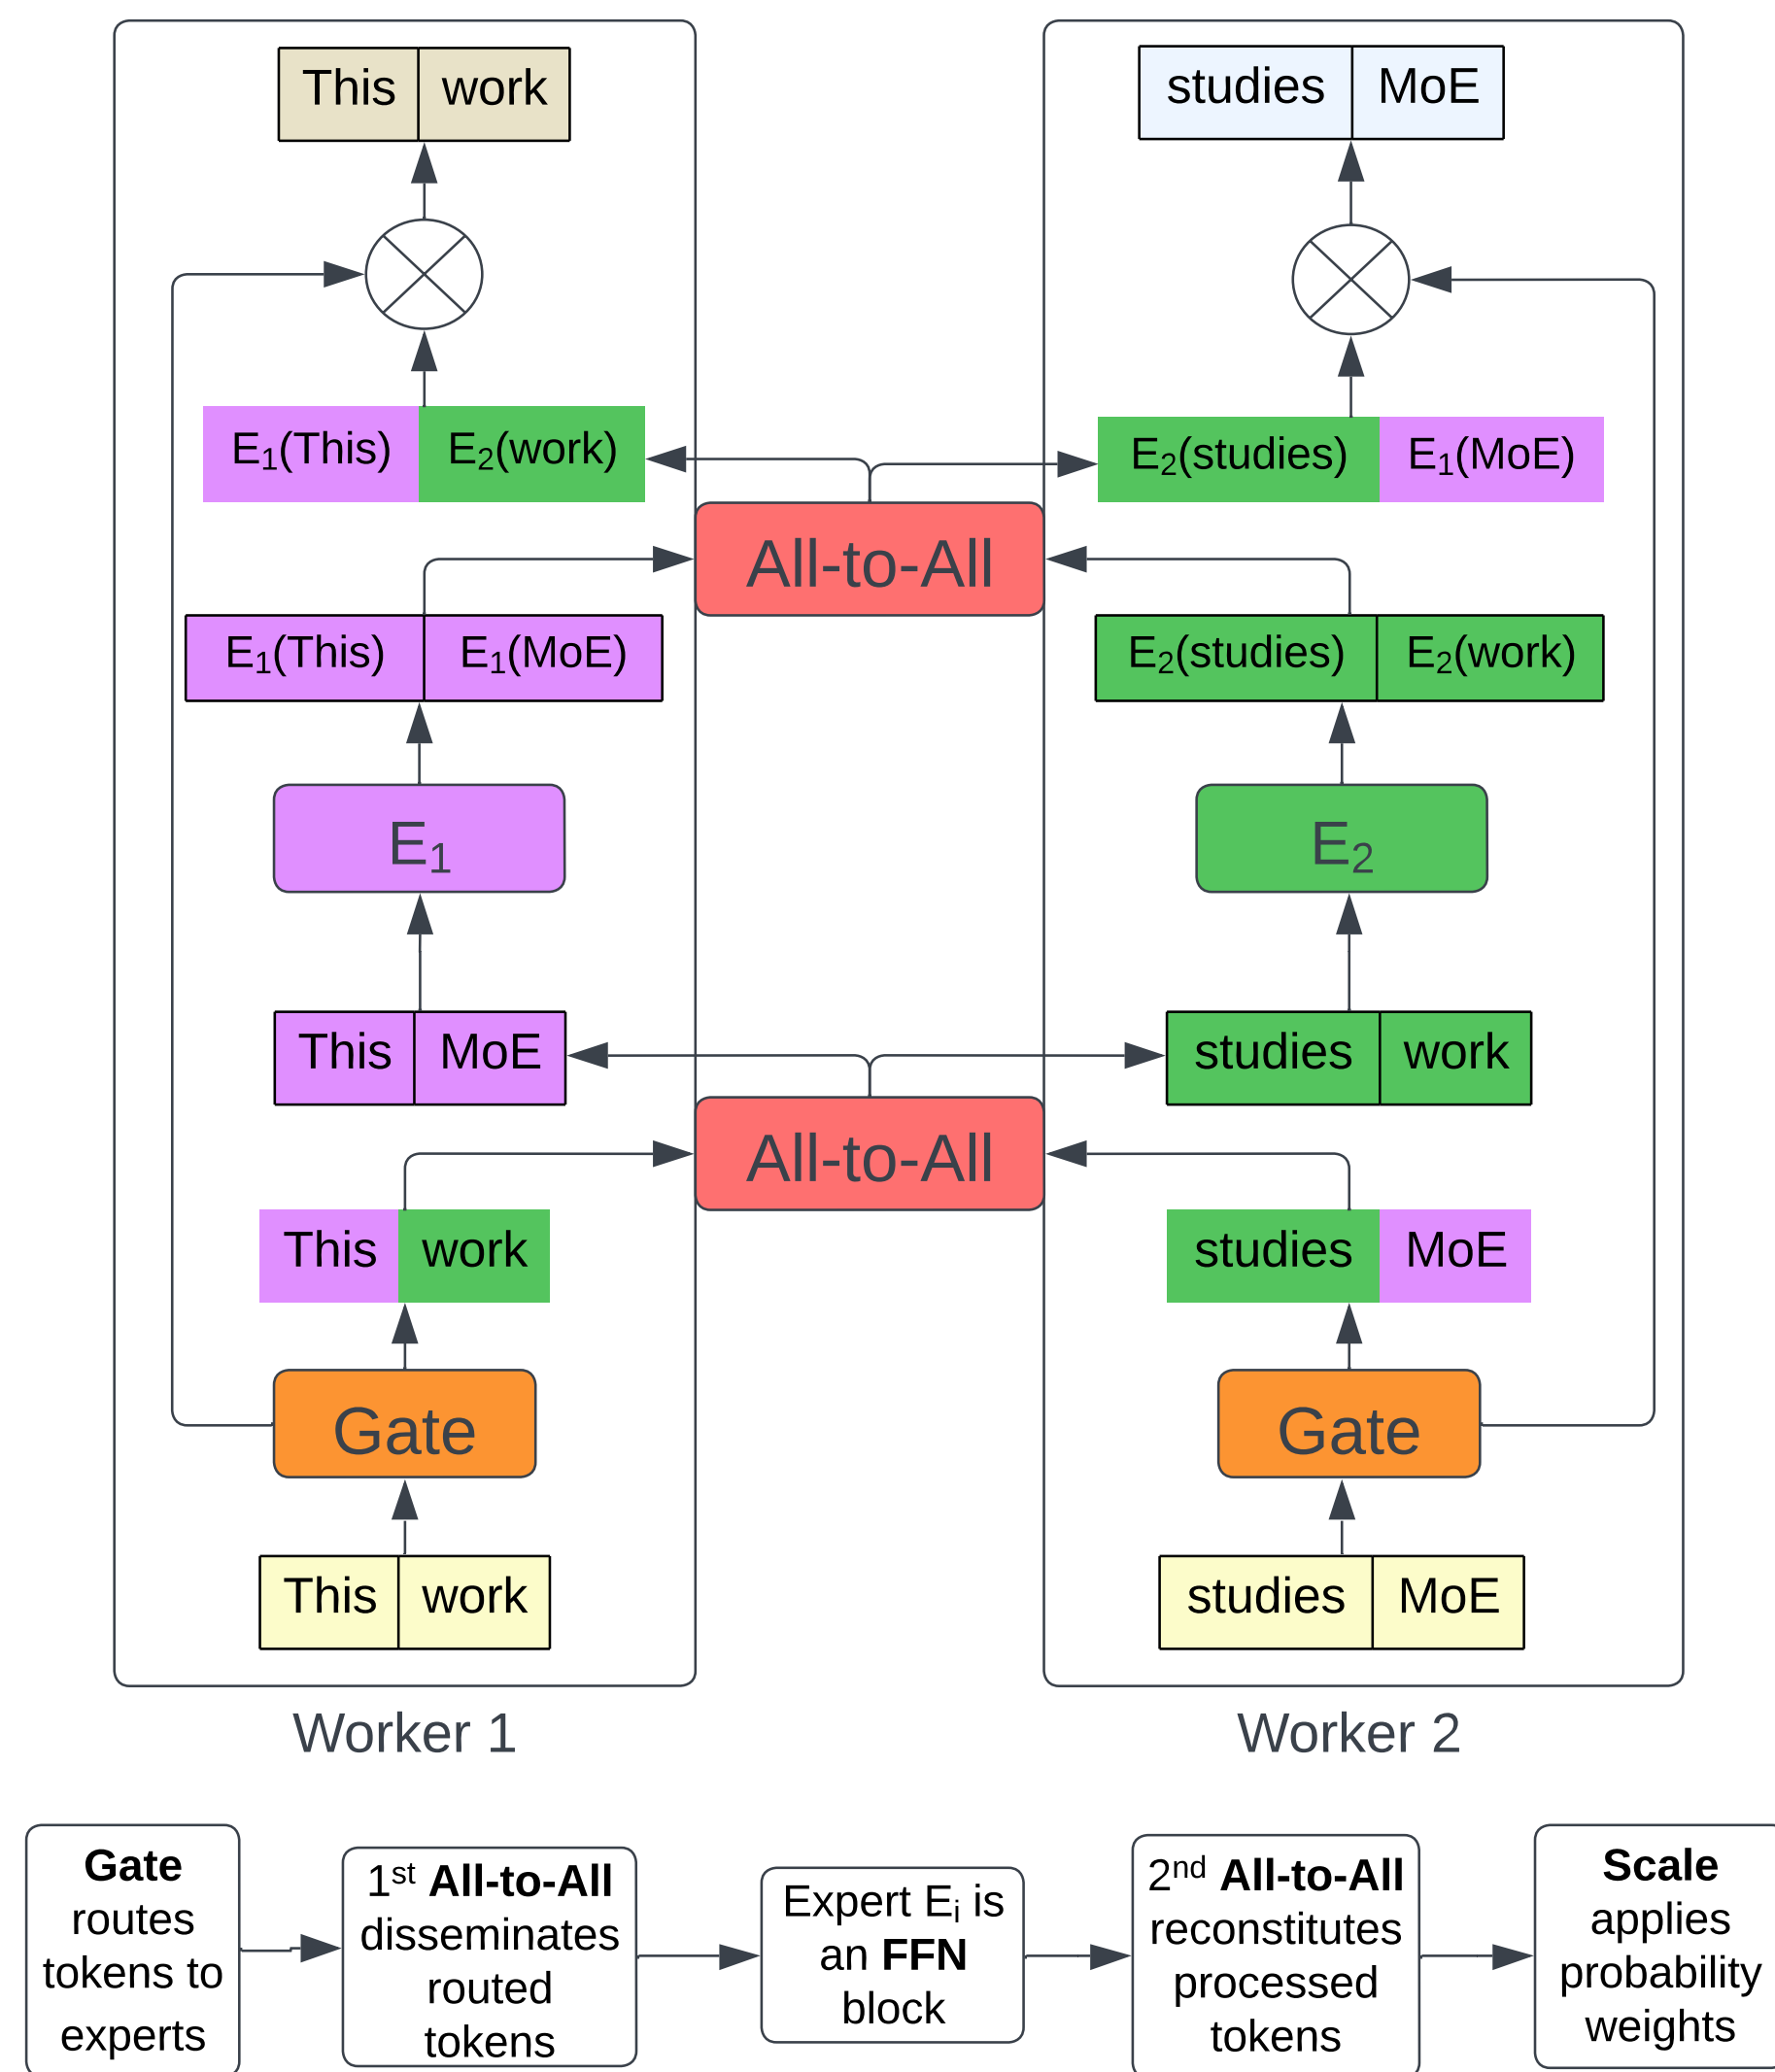 This work
studies MoE
E₁(This) E₂(work)
E₂(studies) E₁(MoE)
All-to-All
E₁(This) E₁(MoE)
E₂(studies) E₂(work)
E₁
E₂
This MoE
studies work
All-to-All
This work
studies MoE
Gate
Gate
This work
studies MoE
Worker 1
Worker 2
Gate
routes
tokens to
experts
1ˢᵗ All-to-All
disseminates
routed
tokens
Expert Eᵢ is
an FFN
block
2ⁿᵈ All-to-All
reconstitutes
processed
tokens
Scale
applies
probability
weights